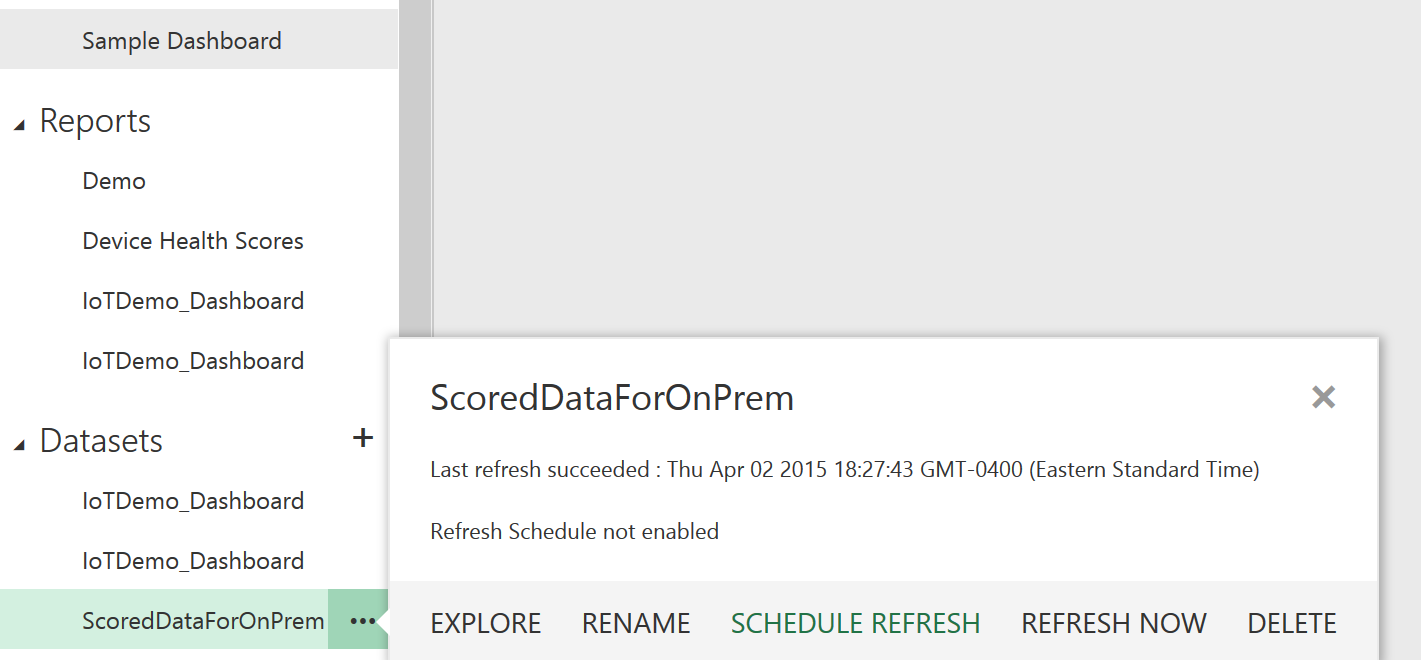 Sample Dashboard
Reports
Demo
Device Health Scores
IoTDemo_Dashboard
IoTDemo_Dashboard
Datasets +
IoTDemo_Dashboard
IoTDemo_Dashboard
ScoredDataForOnPrem ...
ScoredDataForOnPrem
Last refresh succeeded : Thu Apr 02 2015 18:27:43 GMT-0400 (Eastern Standard Time)
Refresh Schedule not enabled
EXPLORE RENAME SCHEDULE REFRESH REFRESH NOW DELETE